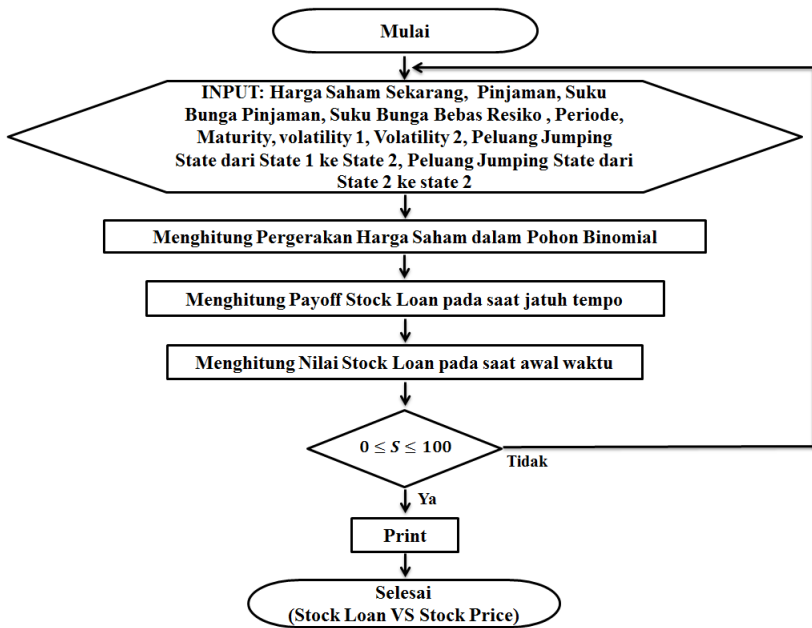 Mulai
INPUT: Harga Saham Sekarang, Pinjaman, Suku
Bunga Pinjaman, Suku Bunga Bebas Resiko , Periode,
Maturity, volatility 1, Volatility 2, Peluang Jumping
State dari State 1 ke State 2, Peluang Jumping State dari
State 2 ke state 2
Menghitung Pergerakan Harga Saham dalam Pohon Binomial
Menghitung Payoff Stock Loan pada saat jatuh tempo
Menghitung Nilai Stock Loan pada saat awal waktu
0 ≤ S ≤ 100
Tidak
Ya
Print
Selesai
(Stock Loan VS Stock Price)